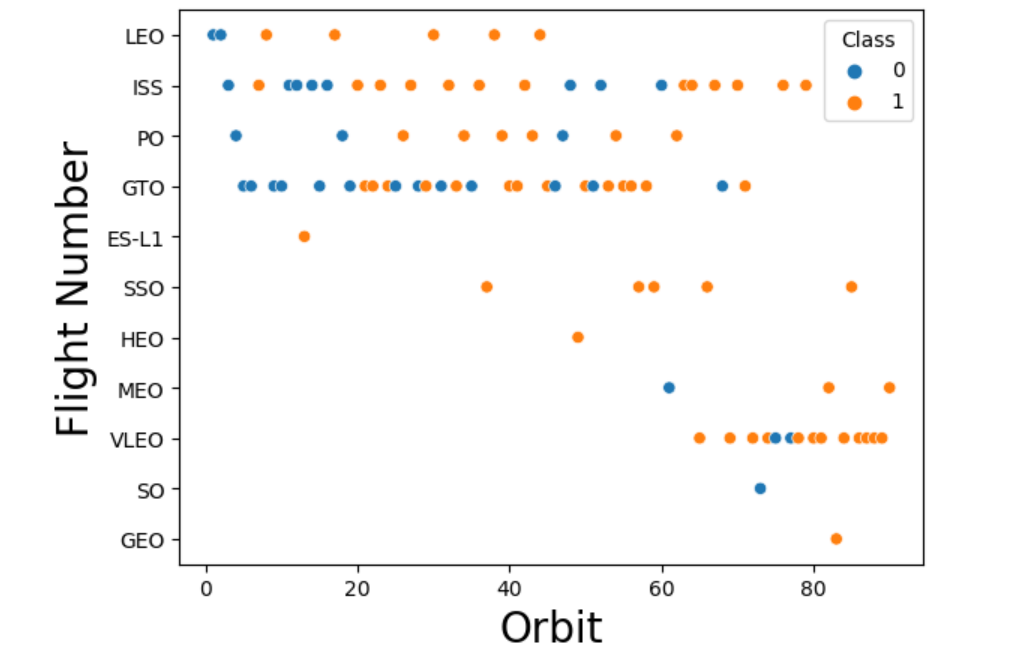 LEO
ISS
PO
GTO
ES-L1
SSO
HEO
MEO
VLEO
SO
GEO
Flight Number
Class
0
1
0 20 40 60 80
Orbit